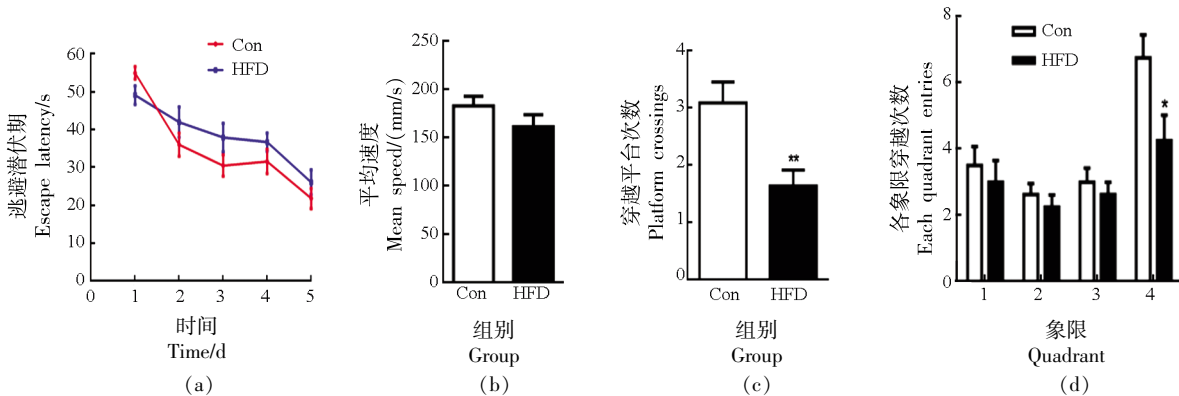 Con
HFD
60
50
40
30
20
10
0
0 1 2 3 4 5
逃避潜伏期/s
Escape latency/s
时间
Time/d
(a)
250
200
150
100
50
0
平均速度
Mean speed/(mm/s)
Con HFD
组别
Group
(b)
4
3
2
1
0
穿越平台次数
Platform crossings
**
Con HFD
组别
Group
(c)
Con
HFD
8
6
4
2
0
各象限穿越次数
Each quadrant entries
*
1 2 3 4
象限
Quadrant
(d)